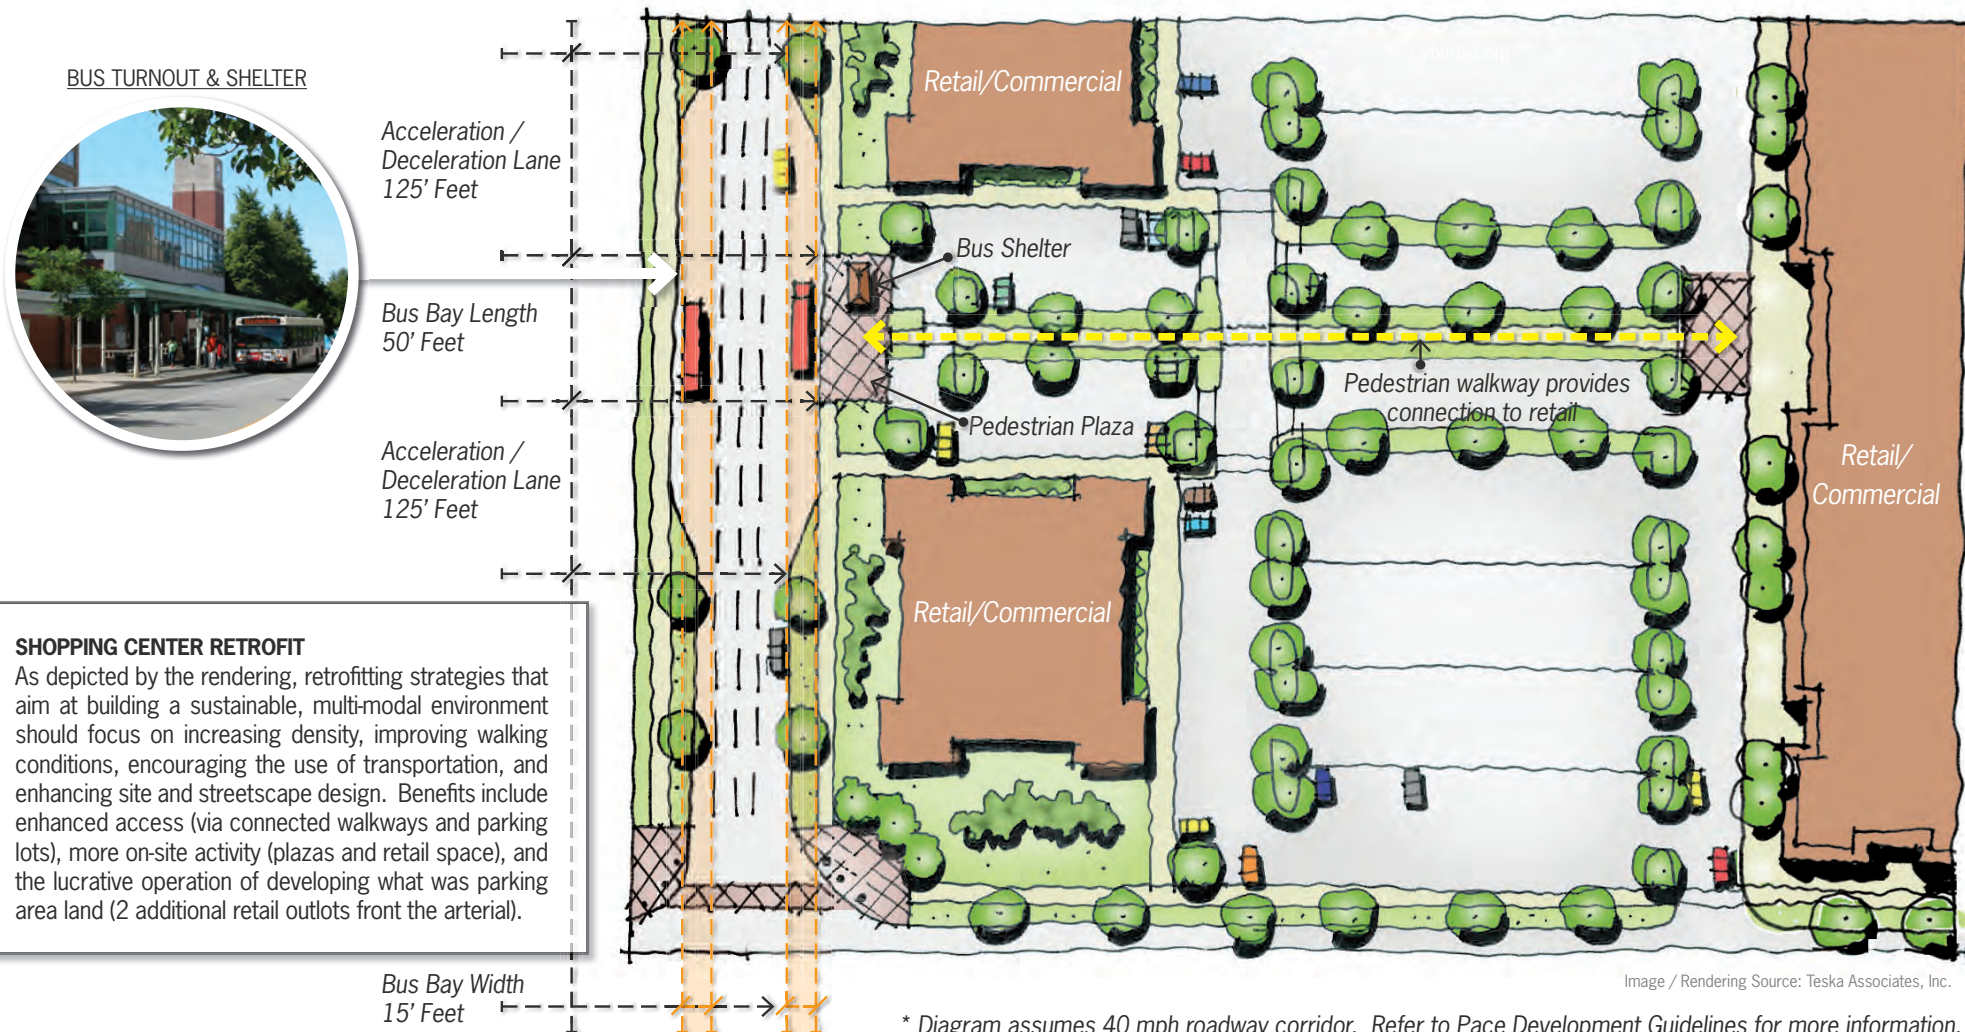 BUS TURNOUT & SHELTER
Acceleration /
Deceleration Lane
125' Feet
Bus Bay Length
50' Feet
Acceleration /
Deceleration Lane
125' Feet
SHOPPING CENTER RETROFIT
As depicted by the rendering, retrofitting strategies that
aim at building a sustainable, multi-modal environment
should focus on increasing density, improving walking
conditions, encouraging the use of transportation, and
enhancing site and streetscape design.  Benefits include
enhanced access (via connected walkways and parking
lots), more on-site activity (plazas and retail space), and
the lucrative operation of developing what was parking
area land (2 additional retail outlots front the arterial).
Bus Bay Width
15' Feet
Retail/Commercial
Cyburbia.org
Bus Shelter
Pedestrian Plaza
Pedestrian walkway provides
connection to retail
Retail/
Commercial
Retail/Commercial
Image / Rendering Source: Teska Associates, Inc.
* Diagram assumes 40 mph roadway corridor.  Refer to Pace Development Guidelines for more information.